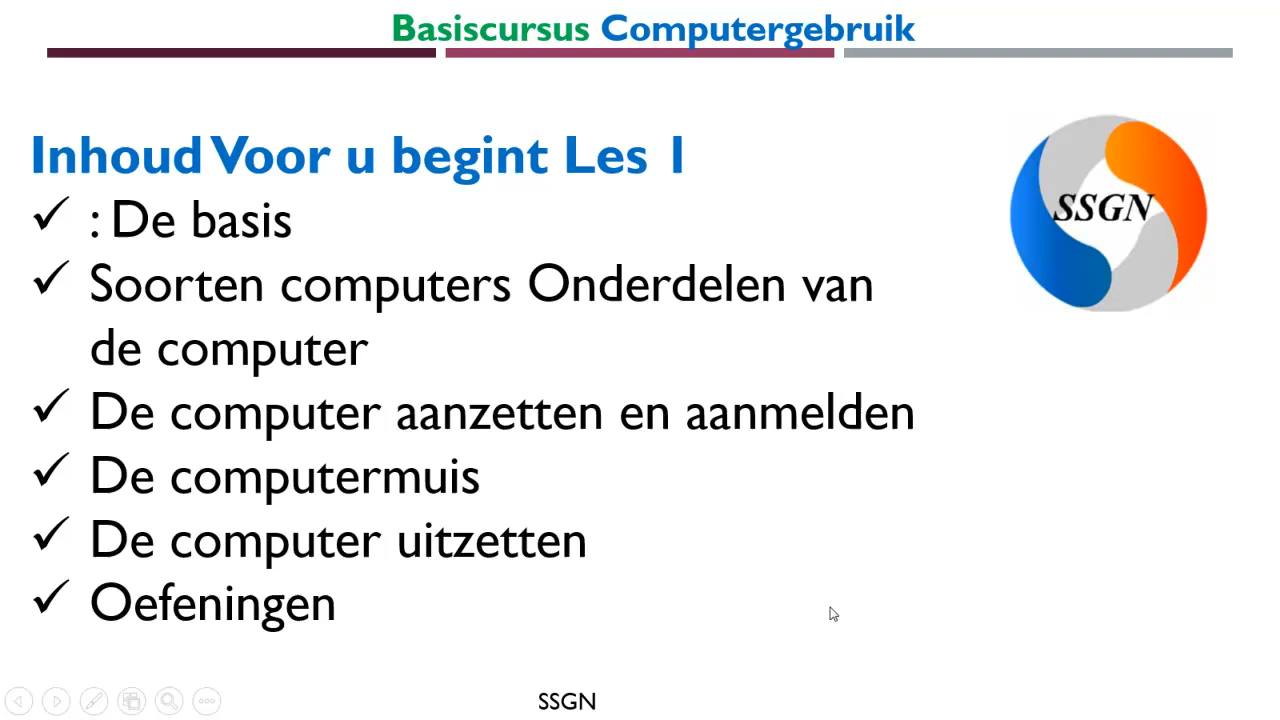 Basiscursus Computergebruik
Inhoud Voor u begint Les 1
✓ : De basis
✓ Soorten computers Onderdelen van
de computer
✓ De computer aanzetten en aanmelden
✓ De computermuis
✓ De computer uitzetten
✓ Oefeningen
SSGN
SSGN